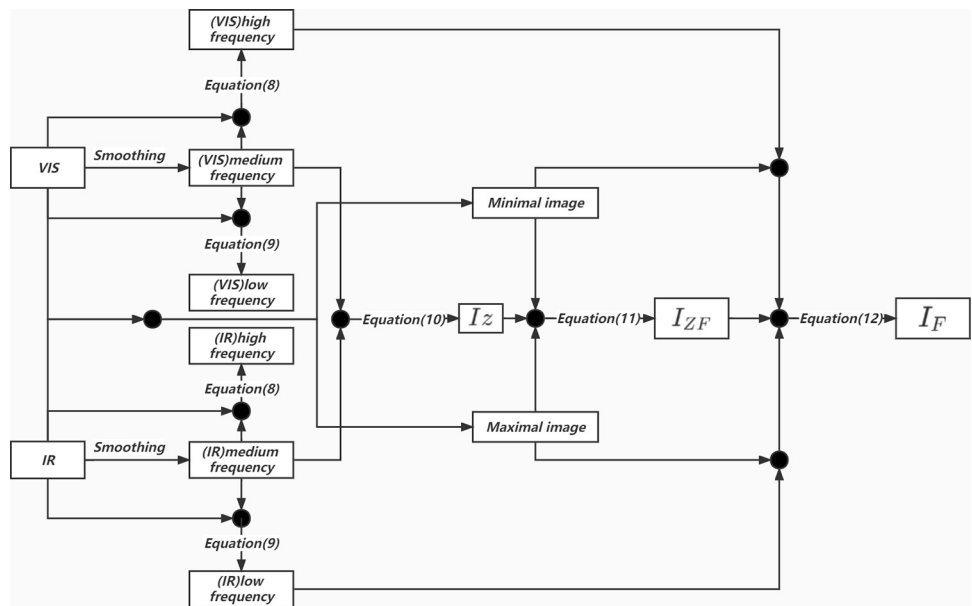 (VIS)high
frequency
Equation(8)
VIS
Smoothing
(VIS)medium
frequency
Minimal image
Equation(9)
(VIS)low
frequency
Equation(10)
Iz
Equation(11)
I_{ZF}
Equation(12)
I_F
(IR)high
frequency
Equation(8)
Maximal image
IR
Smoothing
(IR)medium
frequency
Equation(9)
(IR)low
frequency